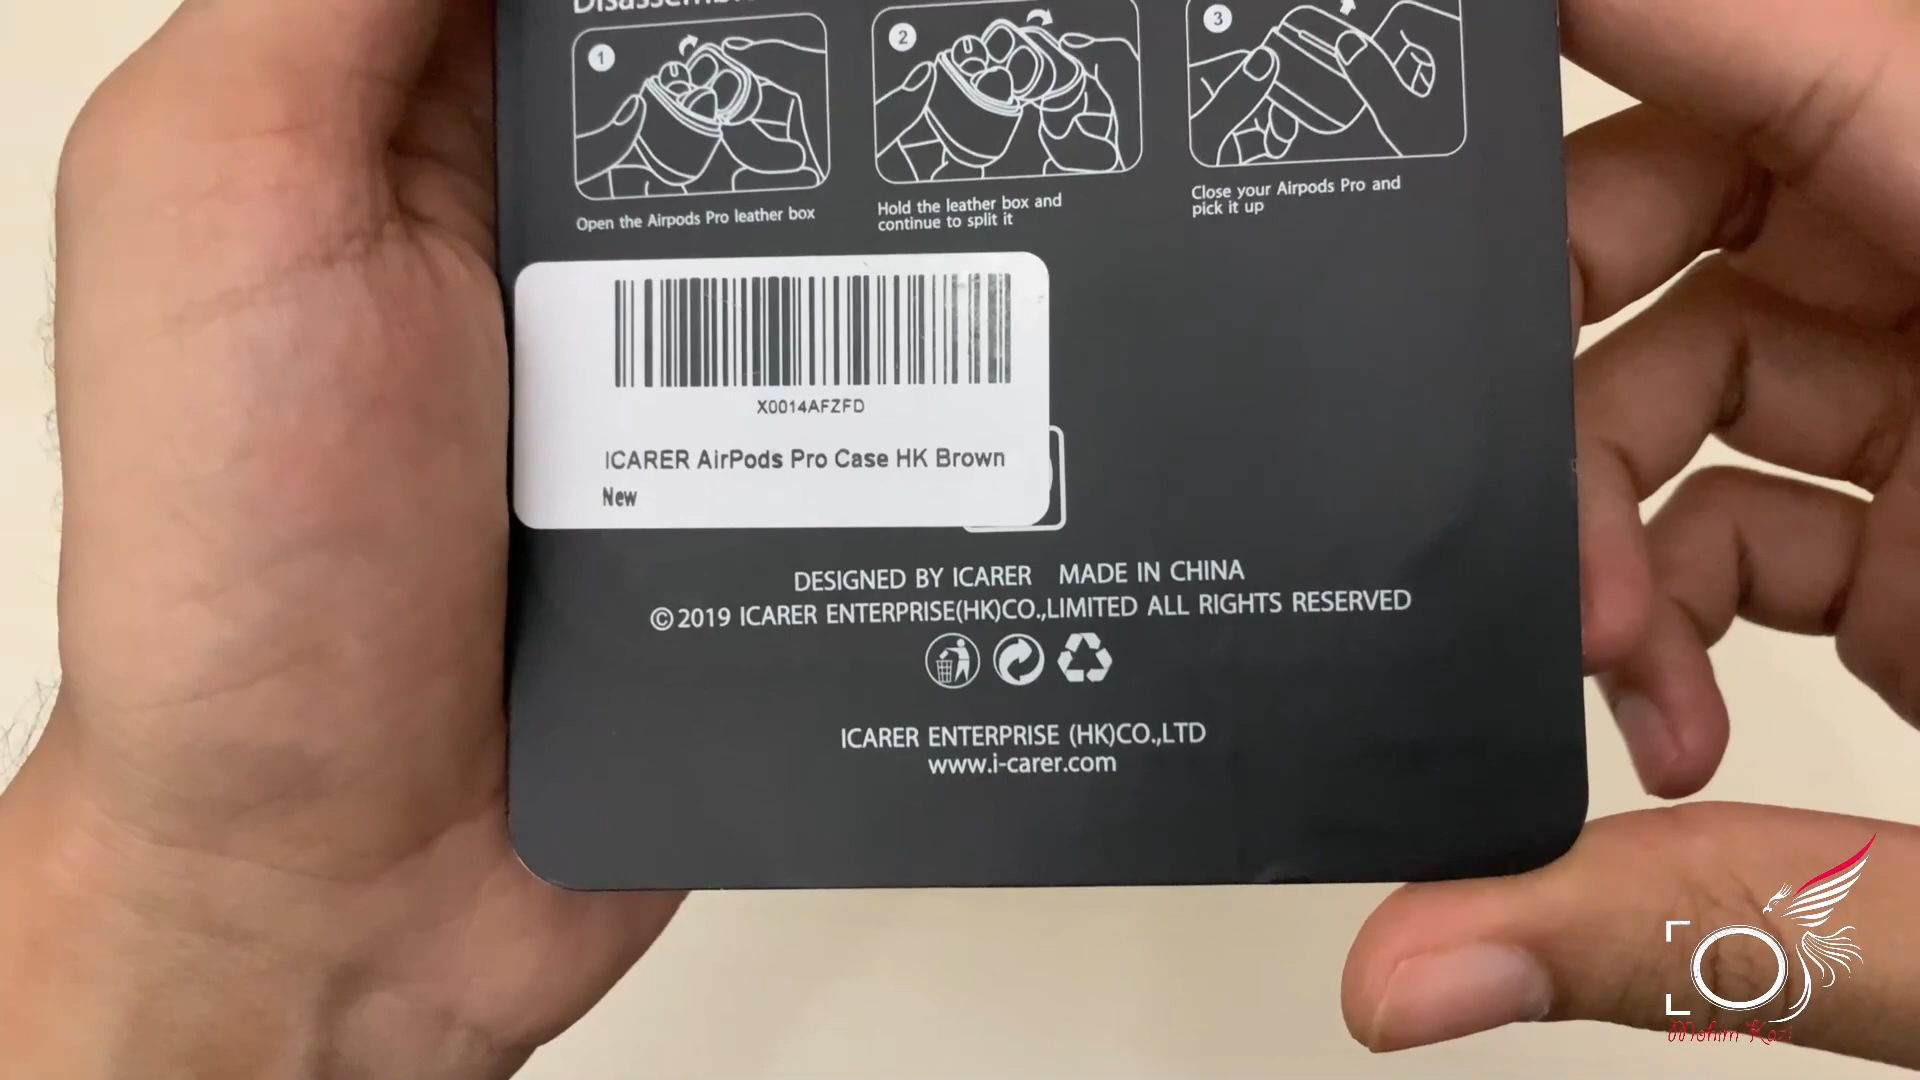 1
2
3
Open the Airpods Pro leather box
Hold the leather box and
continue to split it
Close your Airpods Pro and
pick it up
X0014AFZFD
ICARER AirPods Pro Case HK Brown
New
DESIGNED BY ICARER MADE IN CHINA
©2019 ICARER ENTERPRISE(HK)CO.,LIMITED ALL RIGHTS RESERVED
ICARER ENTERPRISE (HK)CO.,LTD
www.i-carer.com
Mohim Kazi